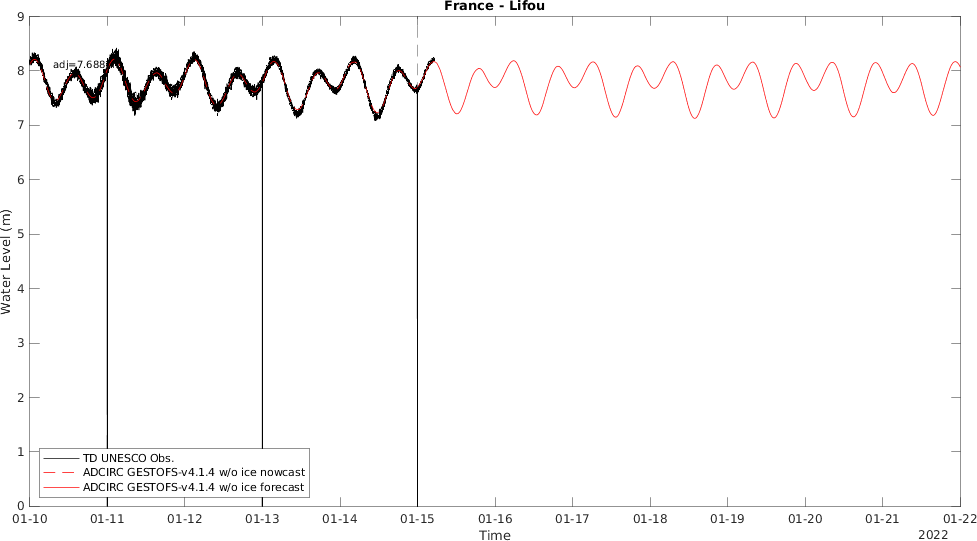 France - Lifou
9
8
7
6
5
4
3
2
1
0
Water Level (m)
adj=7.688
TD UNESCO Obs.
ADCIRC GESTOFS-v4.1.4 w/o ice nowcast
ADCIRC GESTOFS-v4.1.4 w/o ice forecast
01-10 01-11 01-12 01-13 01-14 01-15 01-16 01-17 01-18 01-19 01-20 01-21 01-22
Time
2022